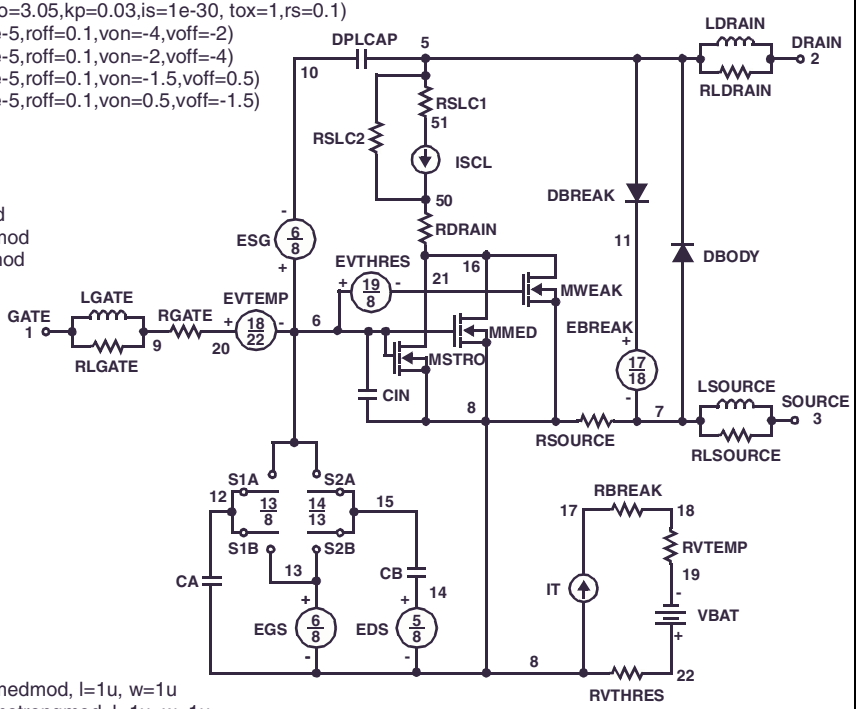 o=3.05,kp=0.03,is=1e-30, tox=1,rs=0.1)
e-5,roff=0.1,von=-4,voff=-2)
e-5,roff=0.1,von=-2,voff=-4)
e-5,roff=0.1,von=-1.5,voff=0.5)
e-5,roff=0.1,von=0.5,voff=-1.5)
LDRAIN
DPLCAP 5
DRAIN
2
10
RLDRAIN
RSLC1
51
RSLC2
ISCL
50
DBREAK
d
mod
mod
RDRAIN
ESG 6/8
- +
11
DBODY
EVTHRES
+ 19/8 -
16
21
MWEAK
LGATE
GATE
1
RGATE
EVTEMP
+ 18/22 -
6
MMED
EBREAK
+
17/18
-
9
20
RLGATE
MSTRO
CIN
LSOURCE
SOURCE
3
8
7
RSOURCE
RLSOURCE
S1A S2A
12
13/8 14/13
15
S1B S2B
13
CA
CB
14
+ +
EGS 6/8
EDS 5/8
- -
RBREAK
17 18
RVTEMP
19
IT
-
VBAT
+
8
22
RVTHRES
medmod, l=1u, w=1u